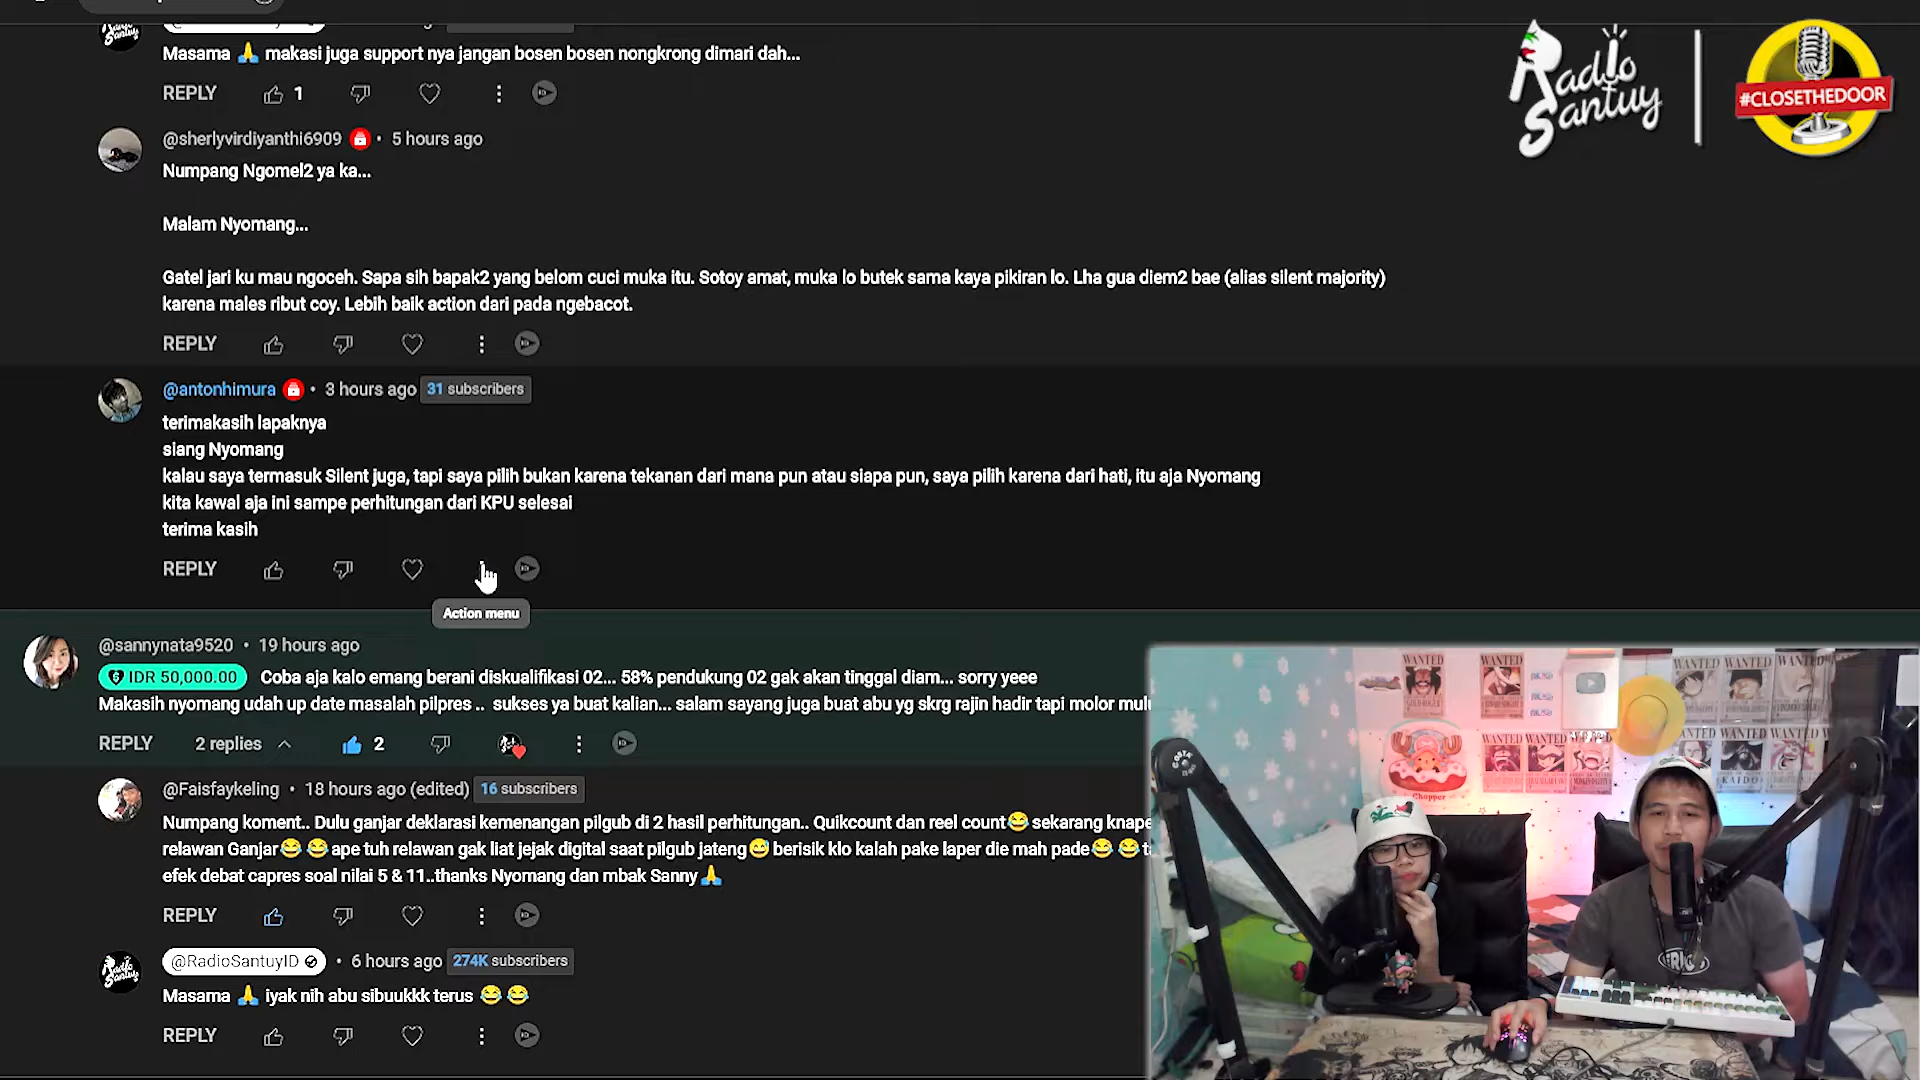 Masama 🙏 makasi juga support nya jangan bosen bosen nongkrong dimari dah...
REPLY 1
@sherlyvirdiyanthi6909 • 5 hours ago
Numpang Ngomel2 ya ka...
Malam Nyomang...
Gatel jari ku mau ngoceh. Sapa sih bapak2 yang belom cuci muka itu. Sotoy amat, muka lo butek sama kaya pikiran lo. Lha gua diem2 bae (alias silent majority)
karena males ribut coy. Lebih baik action dari pada ngebacot.
REPLY
@antonhimura • 3 hours ago 31 subscribers
terimakasih lapaknya
siang Nyomang
kalau saya termasuk Silent juga, tapi saya pilih bukan karena tekanan dari mana pun atau siapa pun, saya pilih karena dari hati, itu aja Nyomang
kita kawal aja ini sampe perhitungan dari KPU selesai
terima kasih
REPLY
Action menu
@sannynata9520 • 19 hours ago
IDR 50,000.00 Coba aja kalo emang berani diskualifikasi 02... 58% pendukung 02 gak akan tinggal diam... sorry yeee
Makasih nyomang udah up date masalah pilpres .. sukses ya buat kalian... salam sayang juga buat abu yg skrg rajin hadir tapi molor mulu
REPLY 2 replies 2
@Faisfaykeling • 18 hours ago (edited) 16 subscribers
Numpang koment.. Dulu ganjar deklarasi kemenangan pilgub di 2 hasil perhitungan.. Quikcount dan reel count😂 sekarang knape
relawan Ganjar😂 😂 ape tuh relawan gak liat jejak digital saat pilgub jateng😅 berisik klo kalah pake laper die mah pade😂 😂
efek debat capres soal nilai 5 & 11..thanks Nyomang dan mbak Sanny🙏
REPLY
@RadioSantuyID • 6 hours ago 274K subscribers
Masama 🙏 iyak nih abu sibuukkk terus 😂 😂
REPLY
Radio
Santuy
#CLOSETHEDOOR
WANTED
WANTED
WANTED
WANTED
Chopper
KAIDO